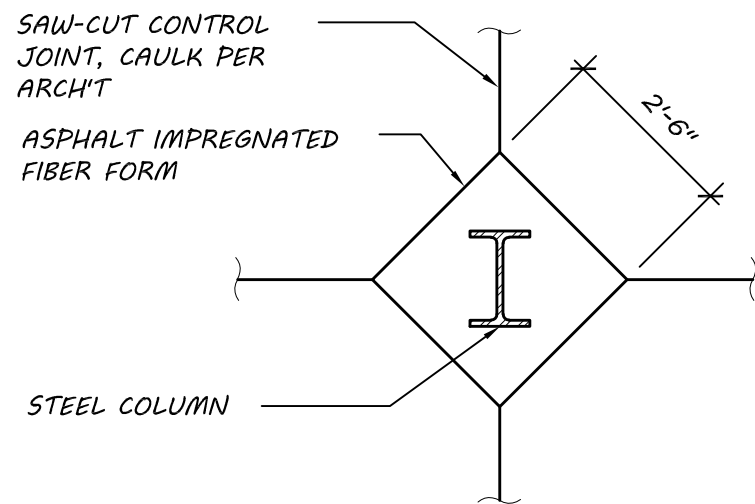 SAW-CUT CONTROL
JOINT, CAULK PER
ARCH'T
ASPHALT IMPREGNATED
FIBER FORM
2'-6"
STEEL COLUMN